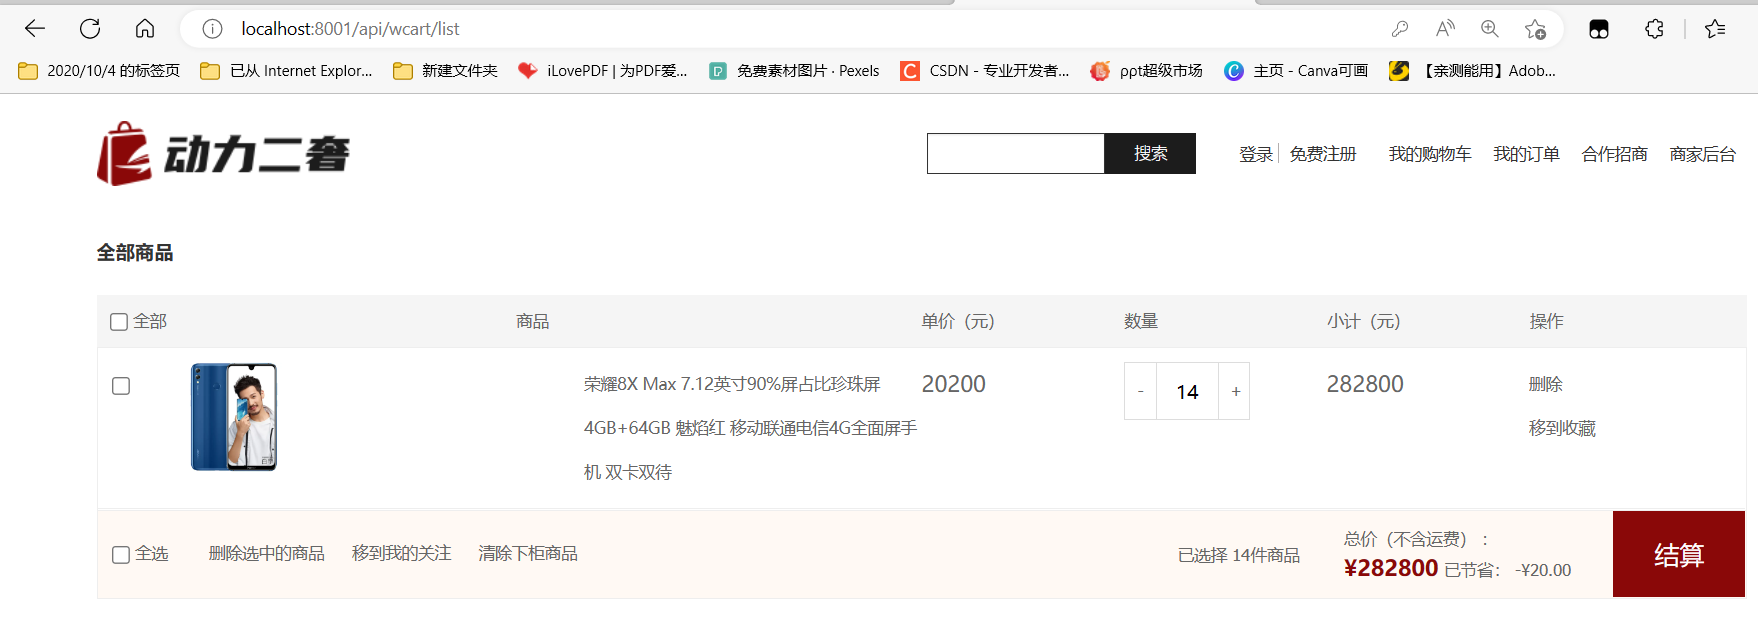 localhost:8001/api/wcart/list
2020/10/4 的标签页 已从 Internet Explor... 新建文件夹 iLovePDF | 为PDF爱... 免费素材图片 · Pexels CSDN - 专业开发者... ppt超级市场 主页 - Canva可画 【亲测能用】Adob...
动力二奢 搜索 登录 免费注册 我的购物车 我的订单 合作招商 商家后台
全部商品
全部 商品 单价（元） 数量 小计（元） 操作
荣耀8X Max 7.12英寸90%屏占比珍珠屏 20200 - 14 + 282800 删除
4GB+64GB 魅焰红 移动联通电信4G全面屏手 移到收藏
机 双卡双待
全选 删除选中的商品 移到我的关注 清除下柜商品 已选择 14件商品 总价（不含运费）：
¥282800 已节省： -¥20.00 结算